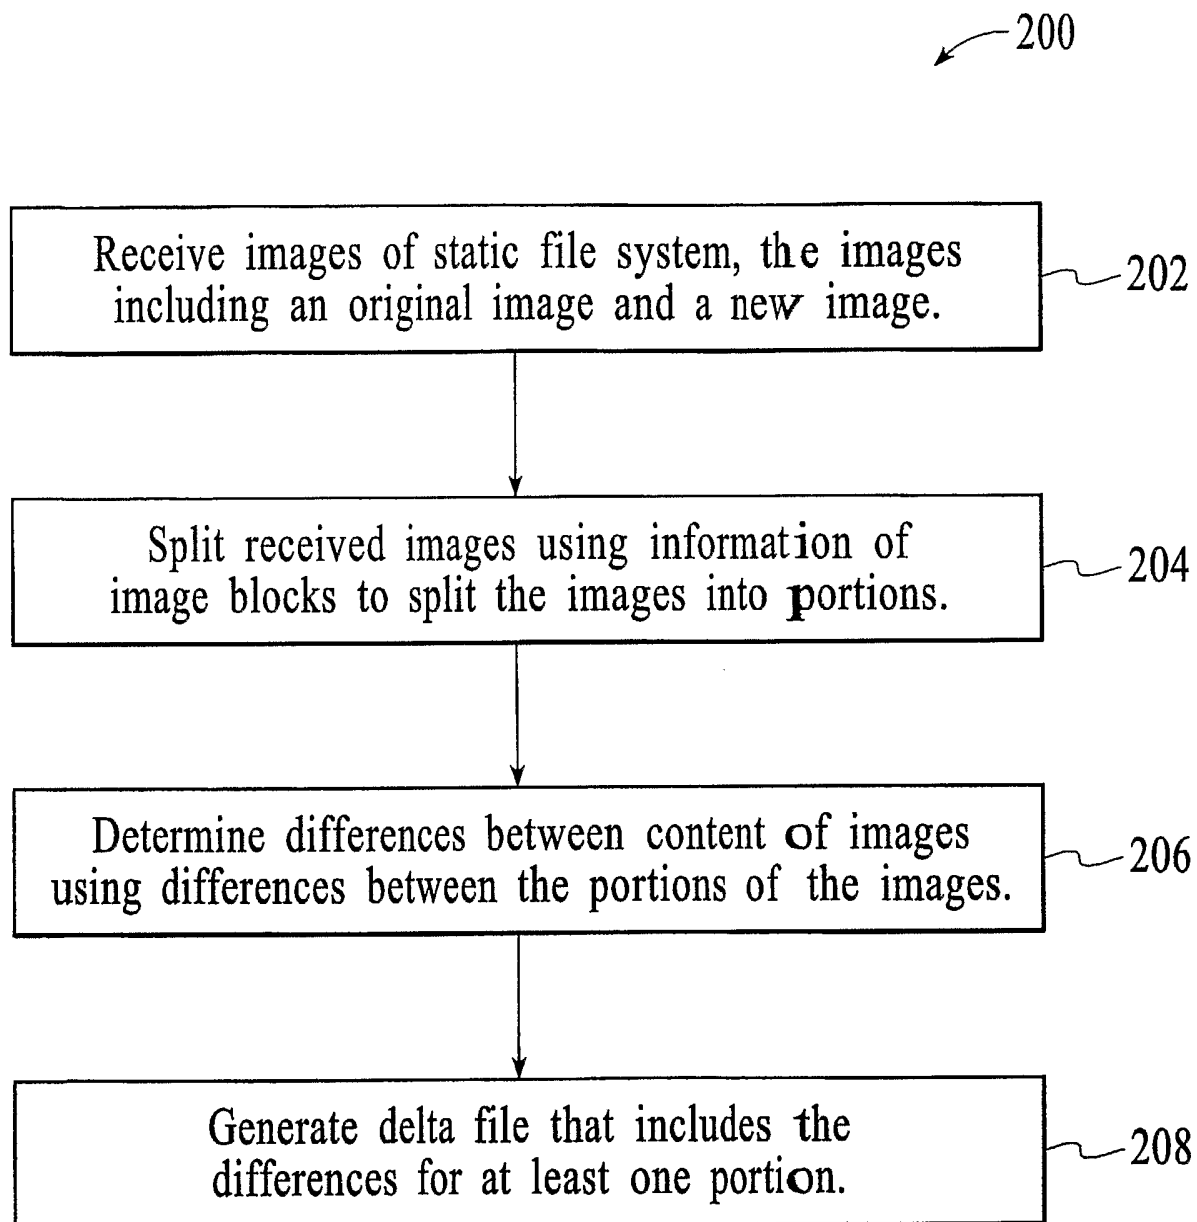 200
Receive images of static file system, the images
including an original image and a new image.
202
Split received images using information of
image blocks to split the images into portions.
204
Determine differences between content of images
using differences between the portions of the images.
206
Generate delta file that includes the
differences for at least one portion.
208